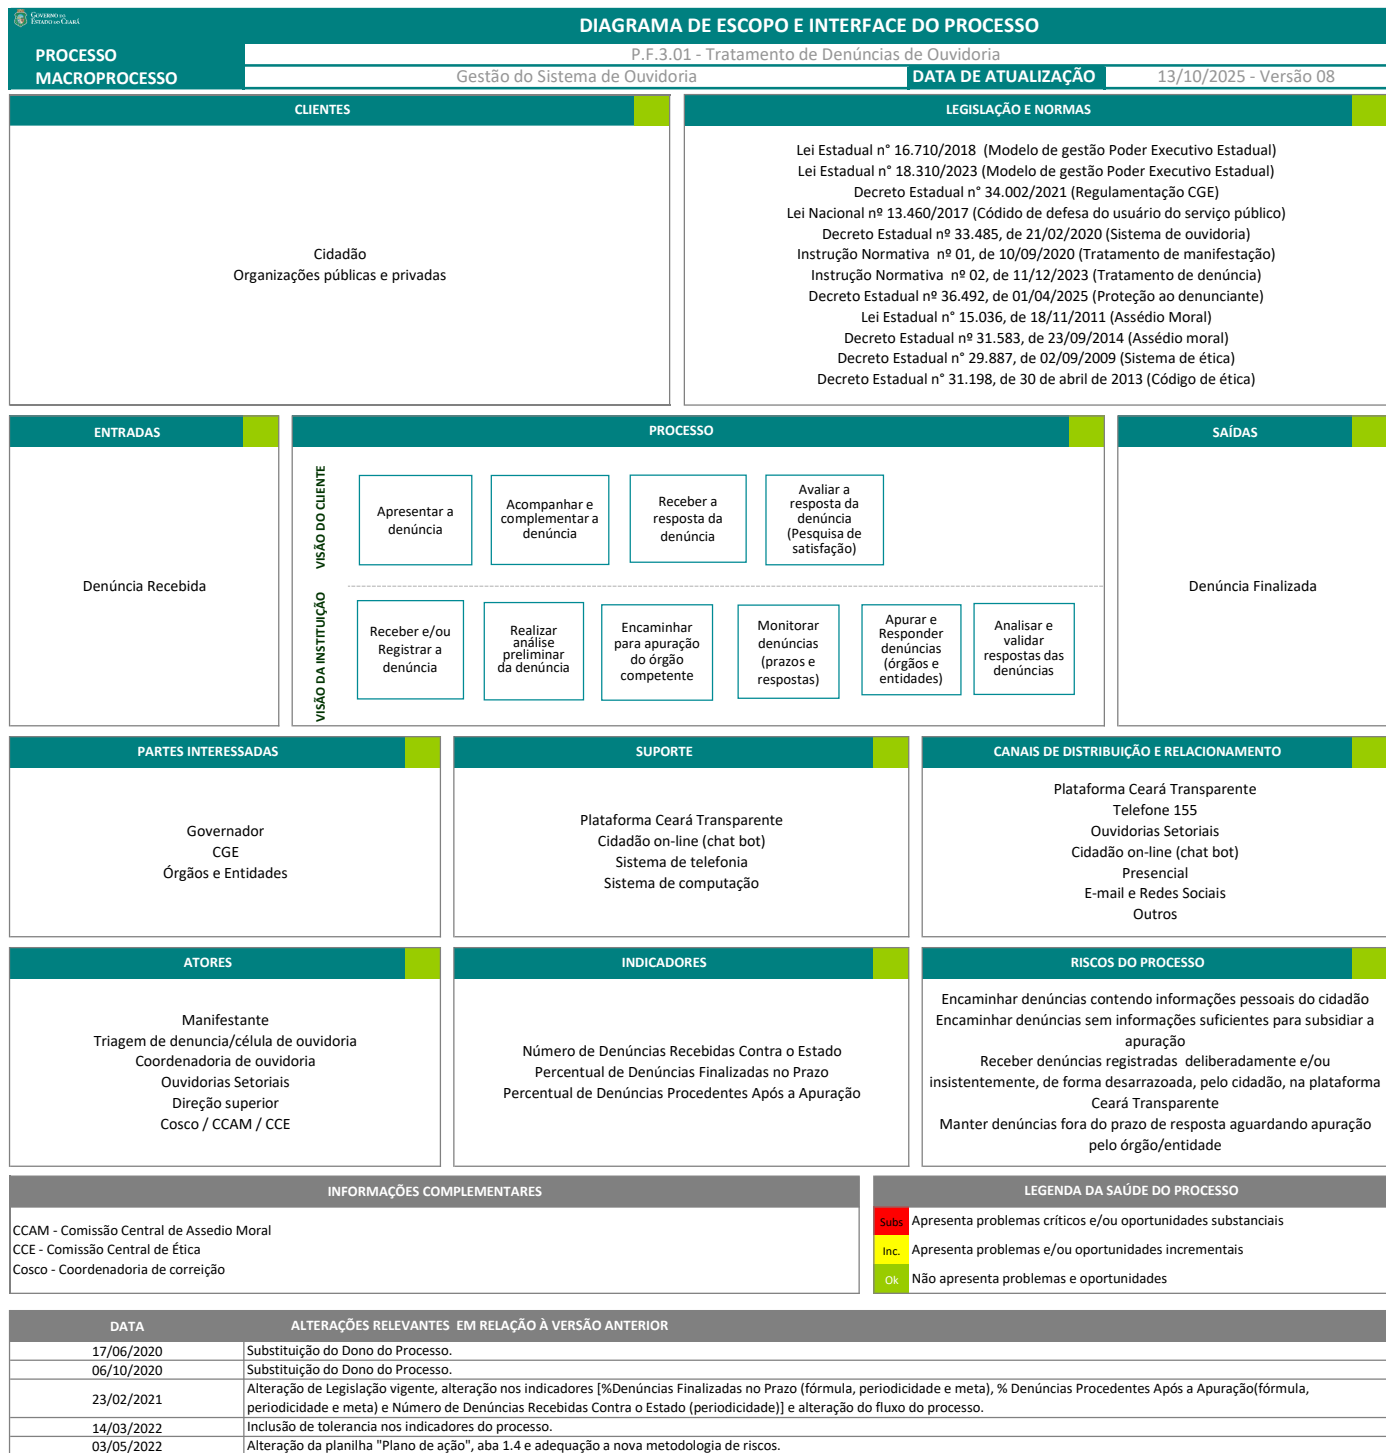 GOVERNO DO
ESTADO DO CEARÁ
DIAGRAMA DE ESCOPO E INTERFACE DO PROCESSO
PROCESSO
P.F.3.01 - Tratamento de Denúncias de Ouvidoria
MACROPROCESSO
Gestão do Sistema de Ouvidoria
DATA DE ATUALIZAÇÃO
13/10/2025 - Versão 08
CLIENTES
Cidadão
Organizações públicas e privadas
LEGISLAÇÃO E NORMAS
Lei Estadual n° 16.710/2018 (Modelo de gestão Poder Executivo Estadual)
Lei Estadual n° 18.310/2023 (Modelo de gestão Poder Executivo Estadual)
Decreto Estadual n° 34.002/2021 (Regulamentação CGE)
Lei Nacional nº 13.460/2017 (Códido de defesa do usuário do serviço público)
Decreto Estadual nº 33.485, de 21/02/2020 (Sistema de ouvidoria)
Instrução Normativa nº 01, de 10/09/2020 (Tratamento de manifestação)
Instrução Normativa nº 02, de 11/12/2023 (Tratamento de denúncia)
Decreto Estadual nº 36.492, de 01/04/2025 (Proteção ao denunciante)
Lei Estadual n° 15.036, de 18/11/2011 (Assédio Moral)
Decreto Estadual nº 31.583, de 23/09/2014 (Assédio moral)
Decreto Estadual n° 29.887, de 02/09/2009 (Sistema de ética)
Decreto Estadual n° 31.198, de 30 de abril de 2013 (Código de ética)
ENTRADAS
Denúncia Recebida
PROCESSO
VISÃO DO CLIENTE
Apresentar a
denúncia
Acompanhar e
complementar a
denúncia
Receber a
resposta da
denúncia
Avaliar a
resposta da
denúncia
(Pesquisa de
satisfação)
VISÃO DA INSTITUIÇÃO
Receber e/ou
Registrar a
denúncia
Realizar
análise
preliminar
da denúncia
Encaminhar
para apuração
do órgão
competente
Monitorar
denúncias
(prazos e
respostas)
Apurar e
Responder
denúncias
(órgãos e
entidades)
Analisar e
validar
respostas das
denúncias
SAÍDAS
Denúncia Finalizada
PARTES INTERESSADAS
Governador
CGE
Órgãos e Entidades
SUPORTE
Plataforma Ceará Transparente
Cidadão on-line (chat bot)
Sistema de telefonia
Sistema de computação
CANAIS DE DISTRIBUIÇÃO E RELACIONAMENTO
Plataforma Ceará Transparente
Telefone 155
Ouvidorias Setoriais
Cidadão on-line (chat bot)
Presencial
E-mail e Redes Sociais
Outros
ATORES
Manifestante
Triagem de denuncia/célula de ouvidoria
Coordenadoria de ouvidoria
Ouvidorias Setoriais
Direção superior
Cosco / CCAM / CCE
INDICADORES
Número de Denúncias Recebidas Contra o Estado
Percentual de Denúncias Finalizadas no Prazo
Percentual de Denúncias Procedentes Após a Apuração
RISCOS DO PROCESSO
Encaminhar denúncias contendo informações pessoais do cidadão
Encaminhar denúncias sem informações suficientes para subsidiar a
apuração
Receber denúncias registradas deliberadamente e/ou
insistentemente, de forma desarrazoada, pelo cidadão, na plataforma
Ceará Transparente
Manter denúncias fora do prazo de resposta aguardando apuração
pelo órgão/entidade
INFORMAÇÕES COMPLEMENTARES
CCAM - Comissão Central de Assedio Moral
CCE - Comissão Central de Ética
Cosco - Coordenadoria de correição
LEGENDA DA SAÚDE DO PROCESSO
Subs Apresenta problemas críticos e/ou oportunidades substanciais
Inc. Apresenta problemas e/ou oportunidades incrementais
Ok Não apresenta problemas e oportunidades
DATA
ALTERAÇÕES RELEVANTES EM RELAÇÃO À VERSÃO ANTERIOR
17/06/2020 Substituição do Dono do Processo.
06/10/2020 Substituição do Dono do Processo.
23/02/2021 Alteração de Legislação vigente, alteração nos indicadores [%Denúncias Finalizadas no Prazo (fórmula, periodicidade e meta), % Denúncias Procedentes Após a Apuração(fórmula,
periodicidade e meta) e Número de Denúncias Recebidas Contra o Estado (periodicidade)] e alteração do fluxo do processo.
14/03/2022 Inclusão de tolerancia nos indicadores do processo.
03/05/2022 Alteração da planilha "Plano de ação", aba 1.4 e adequação a nova metodologia de riscos.